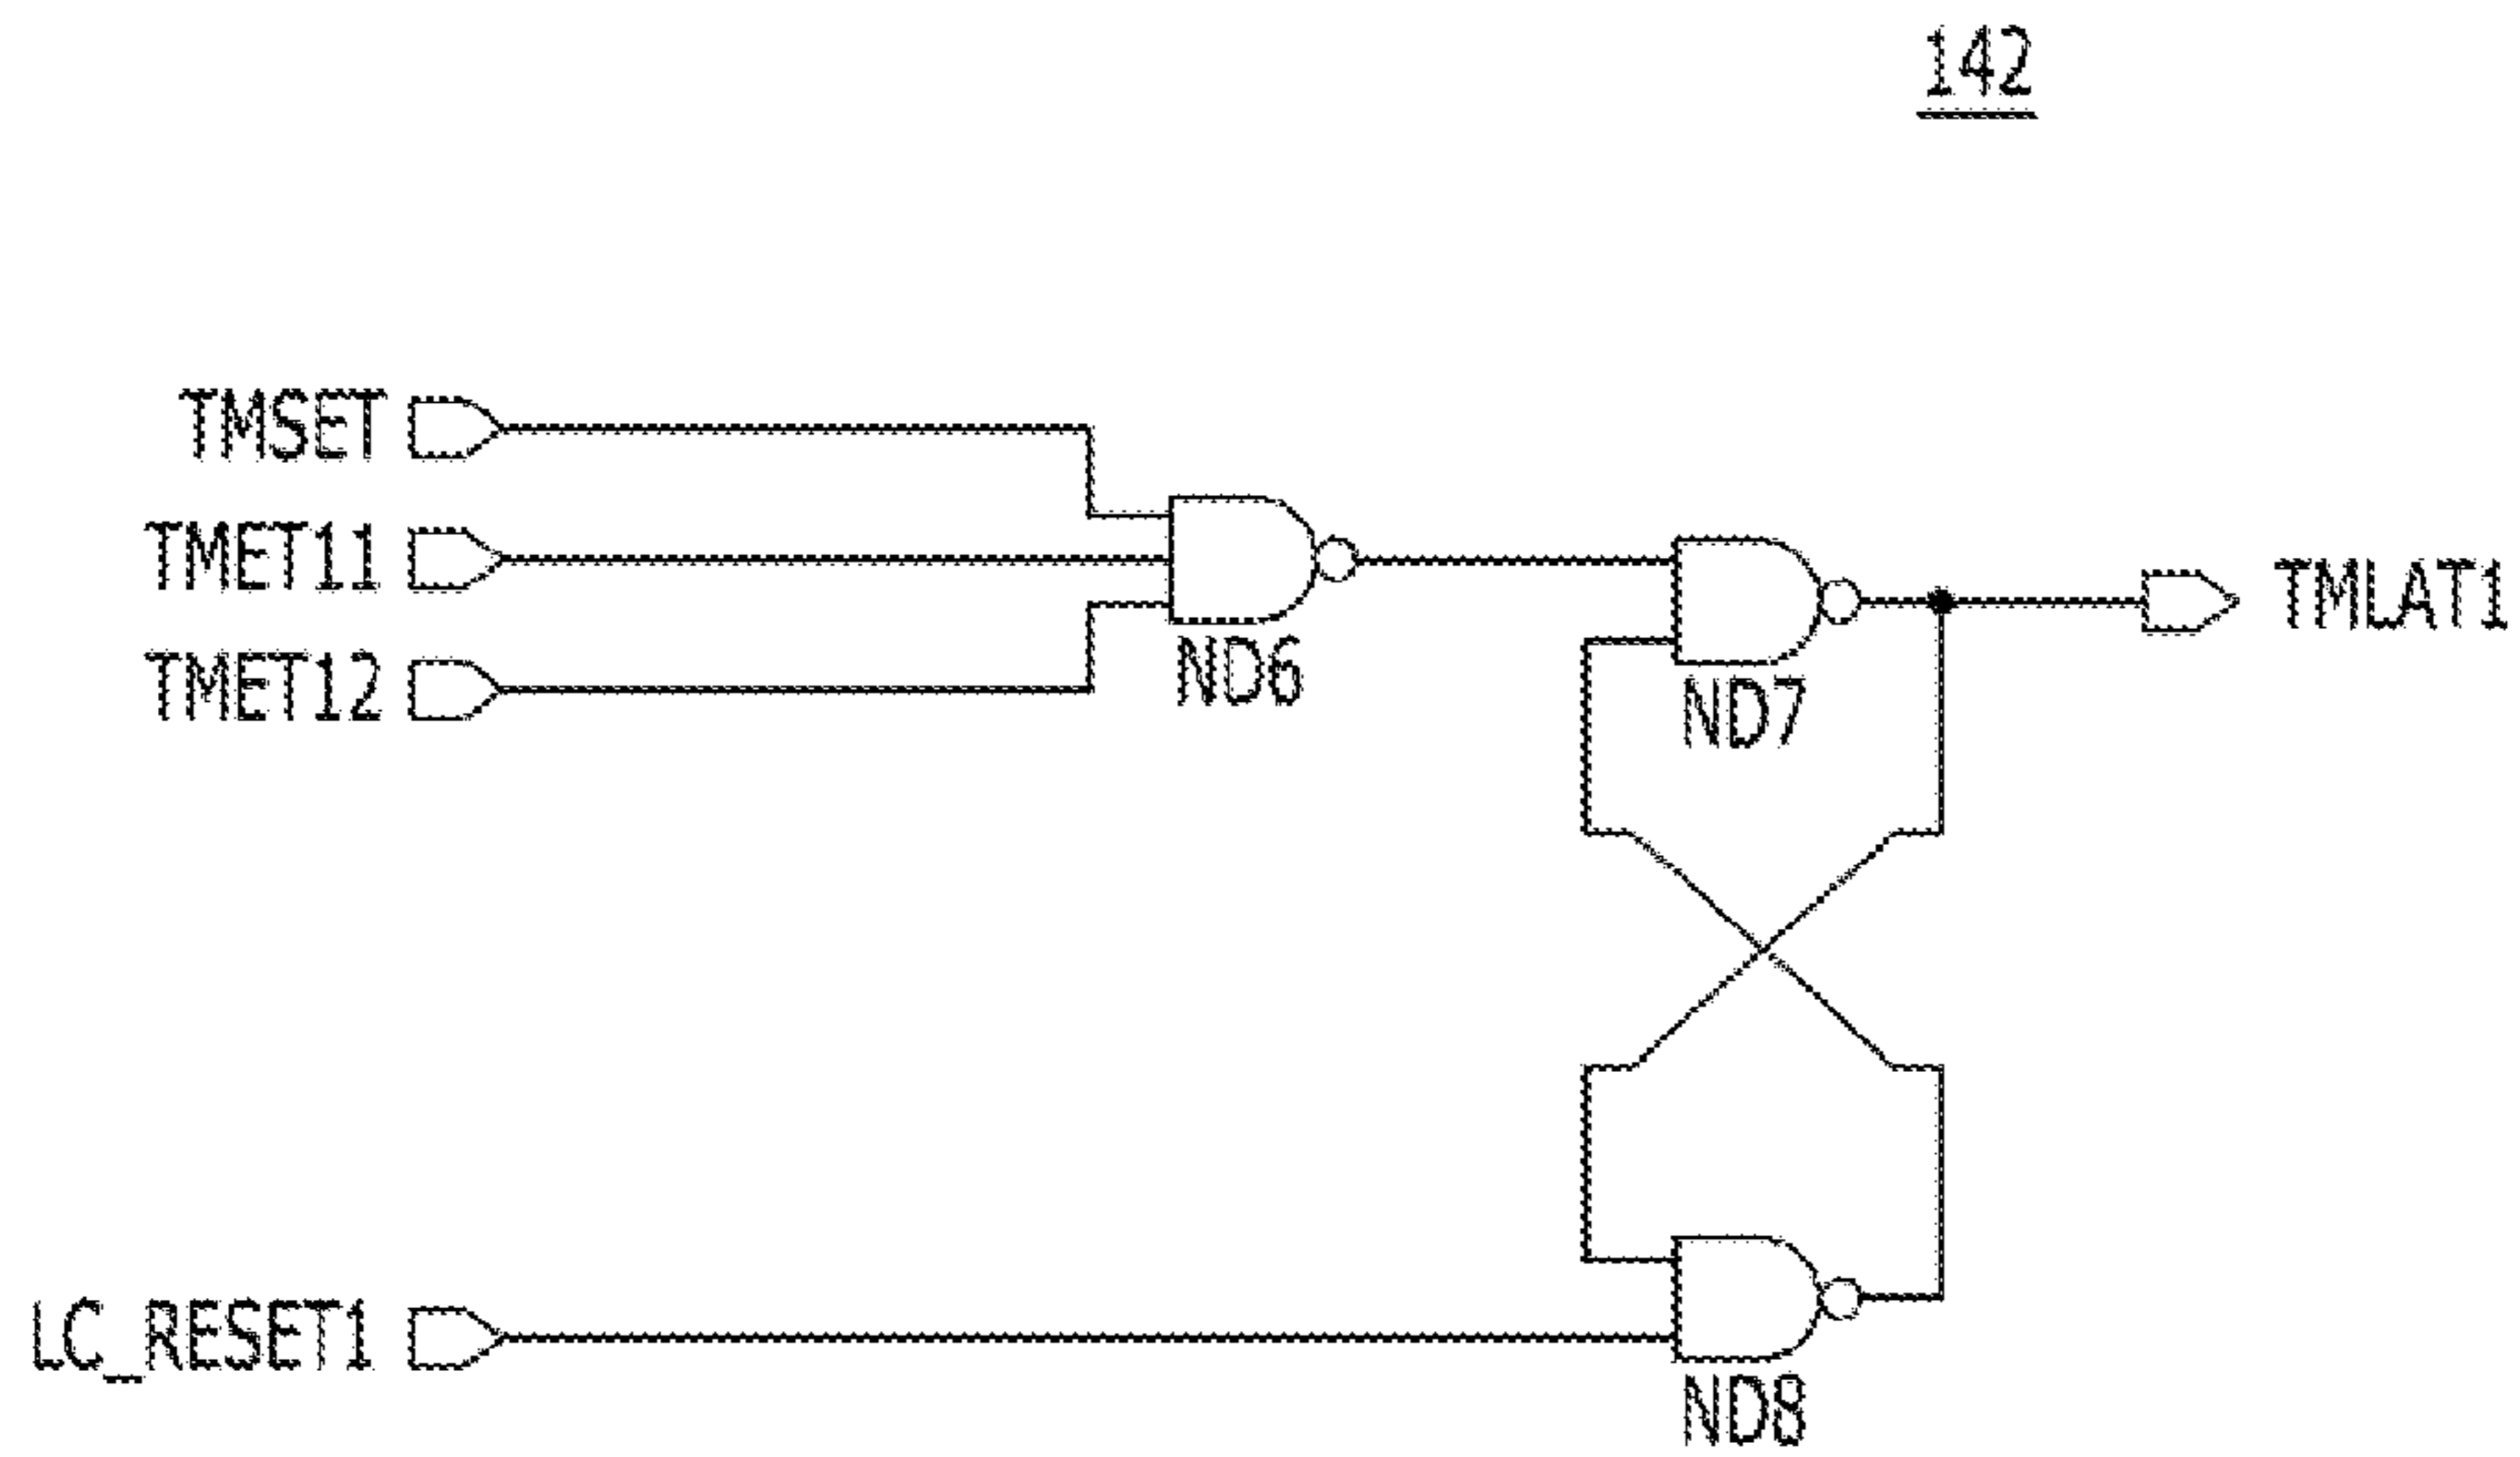 142
TMSET
TMET11
TMET12
ND6
ND7
TMLAT1
LC_RESET1
ND8